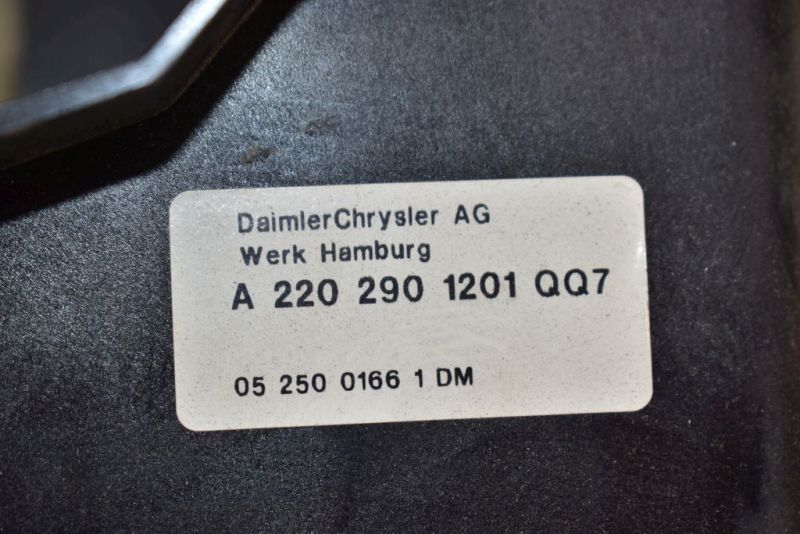 DaimlerChrysler AG
Werk Hamburg
A 220 290 1201 QQ7
05 250 0166 1 DM